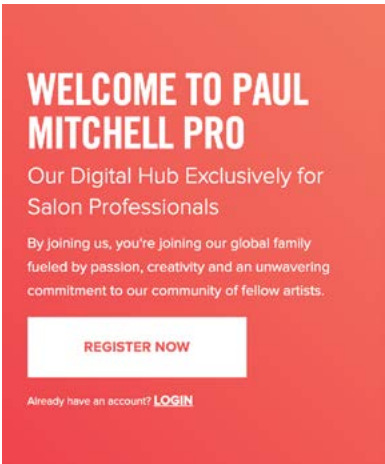 WELCOME TO PAUL
MITCHELL PRO
Our Digital Hub Exclusively for
Salon Professionals
By joining us, you're joining our global family
fueled by passion, creativity and an unwavering
commitment to our community of fellow artists.
REGISTER NOW
Already have an account? LOGIN